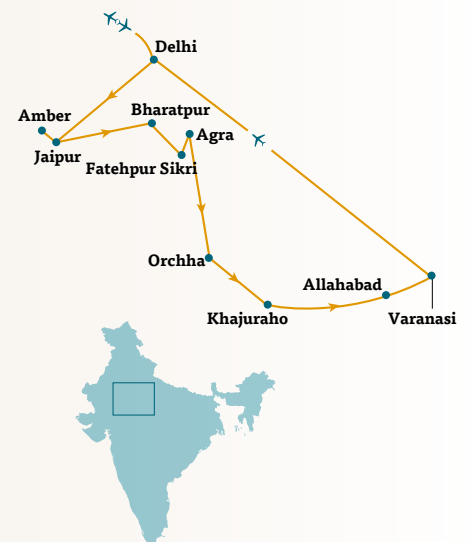 Delhi
Amber
Bharatpur
Agra
Jaipur
Fatehpur Sikri
Orchha
Allahabad
Khajuraho
Varanasi